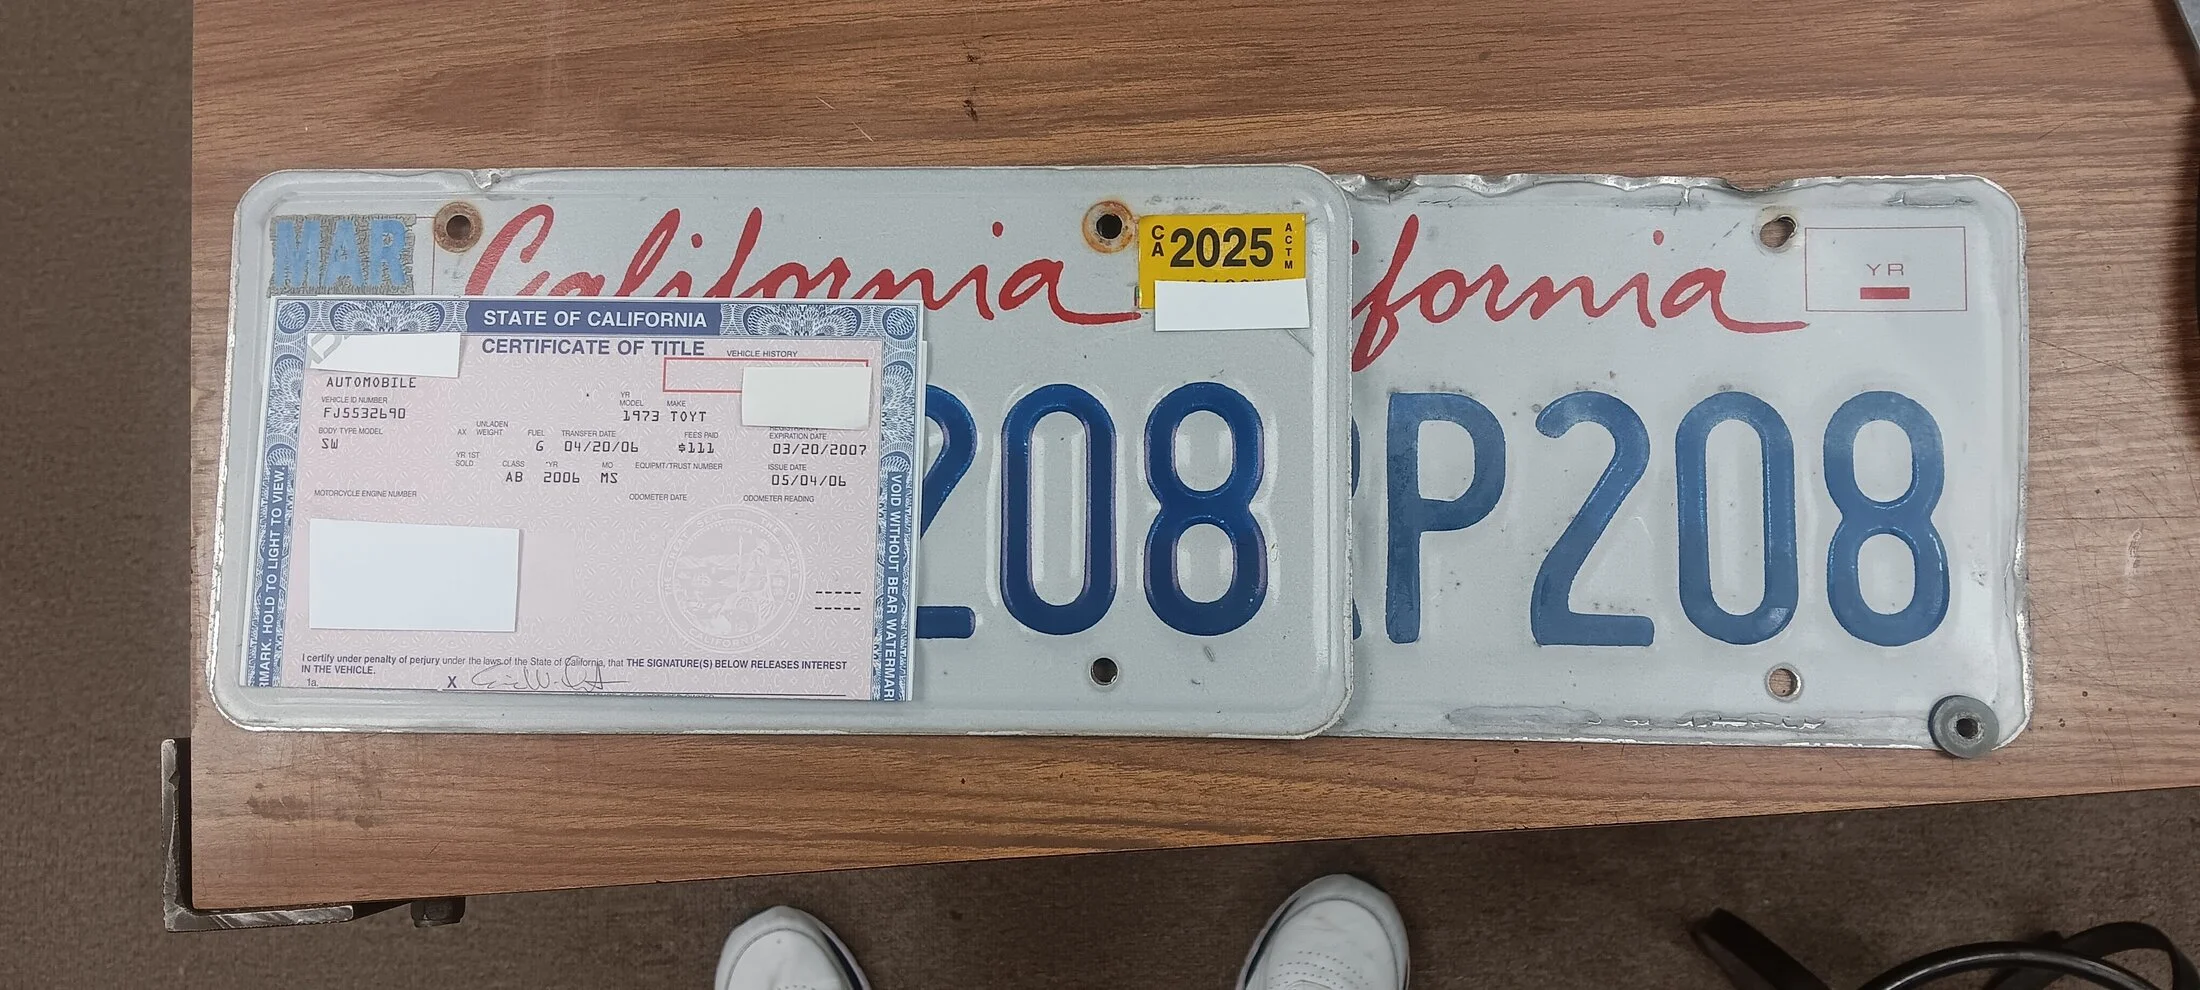 MAR
California
CA 2025 ACTM
208
fornia
YR
P208
STATE OF CALIFORNIA
CERTIFICATE OF TITLE
VEHICLE HISTORY
AUTOMOBILE
VEHICLE ID NUMBER
YR MODEL
MAKE
FJ5532690
1973 TOYT
BODY TYPE MODEL
AX
UNLADEN WEIGHT
FUEL
TRANSFER DATE
FEES PAID
REGISTRATION EXPIRATION DATE
SW
G 04/20/06 $111 03/20/2007
YR 1ST SOLD
CLASS
*YR
MO
EQUIPMT/TRUST NUMBER
ISSUE DATE
AB 2006 MS 05/04/06
MOTORCYCLE ENGINE NUMBER
ODOMETER DATE
ODOMETER READING
I certify under penalty of perjury under the laws of the State of California, that THE SIGNATURE(S) BELOW RELEASES INTEREST
IN THE VEHICLE.
1a. X
RMARK. HOLD TO LIGHT TO VIEW.
VOID WITHOUT BEAR WATERMAR